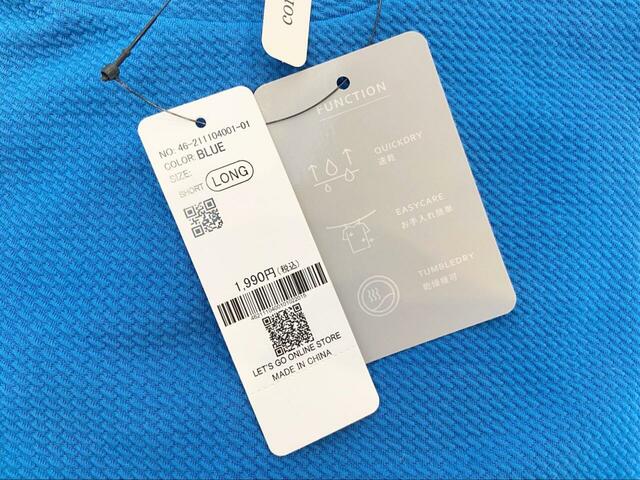 NO: 46-211104001-01
COLOR: BLUE
SIZE:
SHORT LONG
1,990円(税込)
LET'S GO ONLINE STORE
MADE IN CHINA
FUNCTION
QUICKDRY
速乾
EASYCARE
お手入れ簡単
TUMBLEDRY
乾燥機可